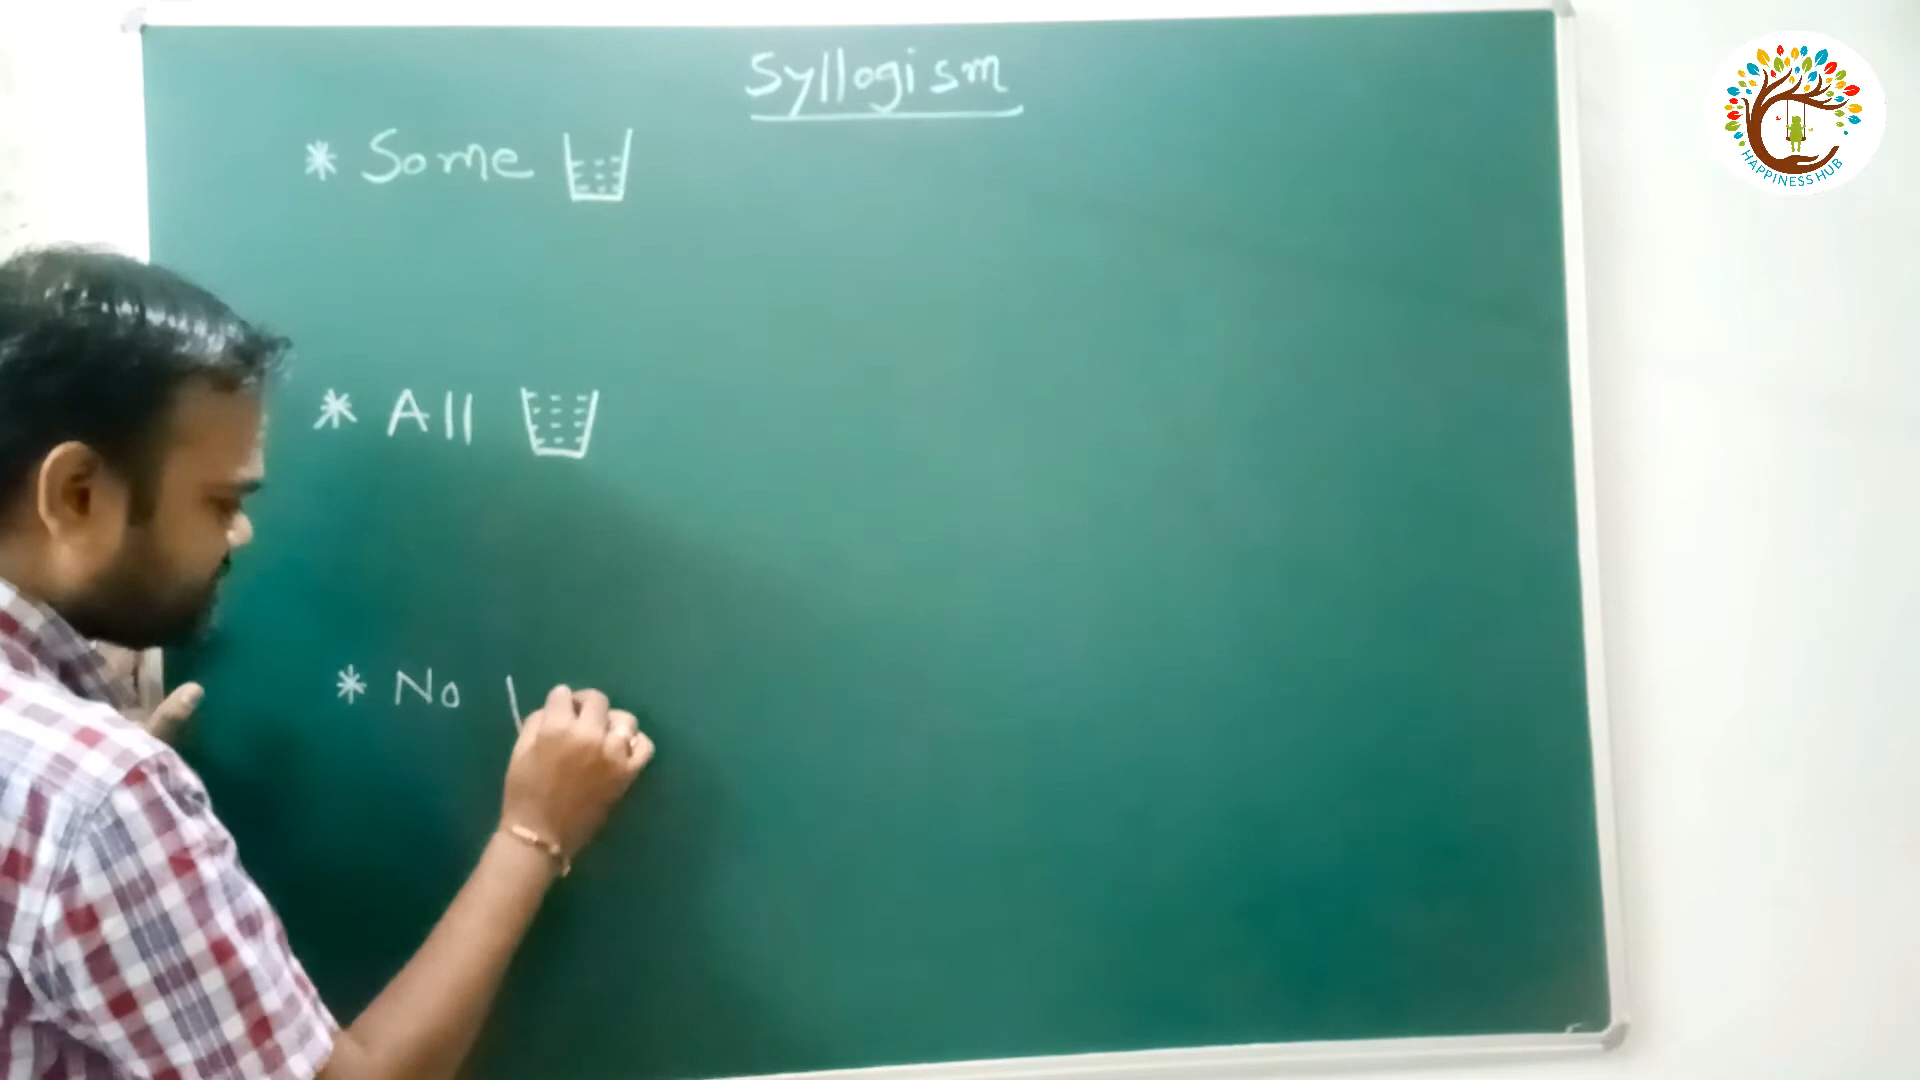 Syllogism
* Some
* All
* No
HAPPINESS HUB